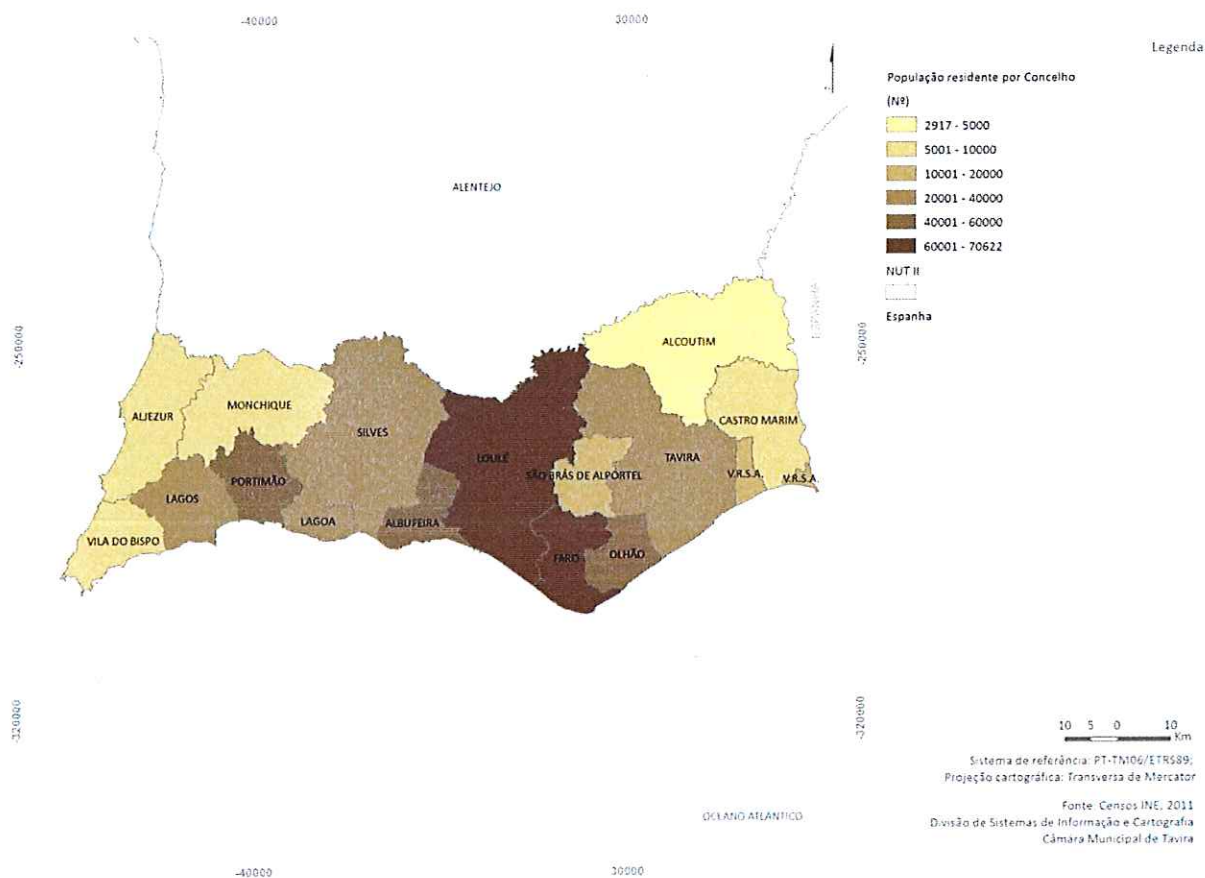 -40000
30000
Legenda
População residente por Concelho
(Nº)
2917 - 5000
5001 - 10000
10001 - 20000
20001 - 40000
40001 - 60000
60001 - 70622
NUT II
Espanha
ALENTEJO
ESPANHA
-250000
-250000
ALCOUTIM
ALJEZUR
MONCHIQUE
CASTRO MARIM
SILVES
LOULÉ
SÃO BRÁS DE ALPORTEL
TAVIRA
V.R.S.A.
V.R.S.A.
PORTIMÃO
LAGOS
LAGOA
ALBUFEIRA
VILA DO BISPO
FARO
OLHÃO
-320000
-320000
10 5 0 10
Km
Sistema de referência: PT-TM06/ETRS89;
Projeção cartográfica: Transversa de Mercator
Fonte: Censos INE, 2011
Divisão de Sistemas de Informação e Cartografia
Câmara Municipal de Tavira
OCEANO ATLÂNTICO
-40000
30000